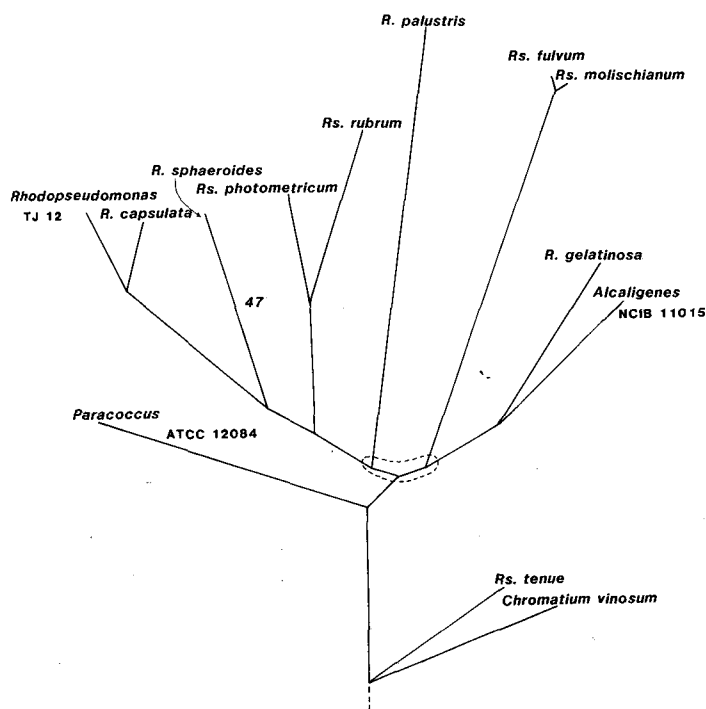 R. palustris
Rs. fulvum
Rs. molischianum
Rs. rubrum
R. sphaeroides
Rs. photometricum
Rhodopseudomonas
TJ 12
R. capsulata
R. gelatinosa
Alcaligenes
NCIB 11015
47
Paracoccus
ATCC 12084
Rs. tenue
Chromatium vinosum